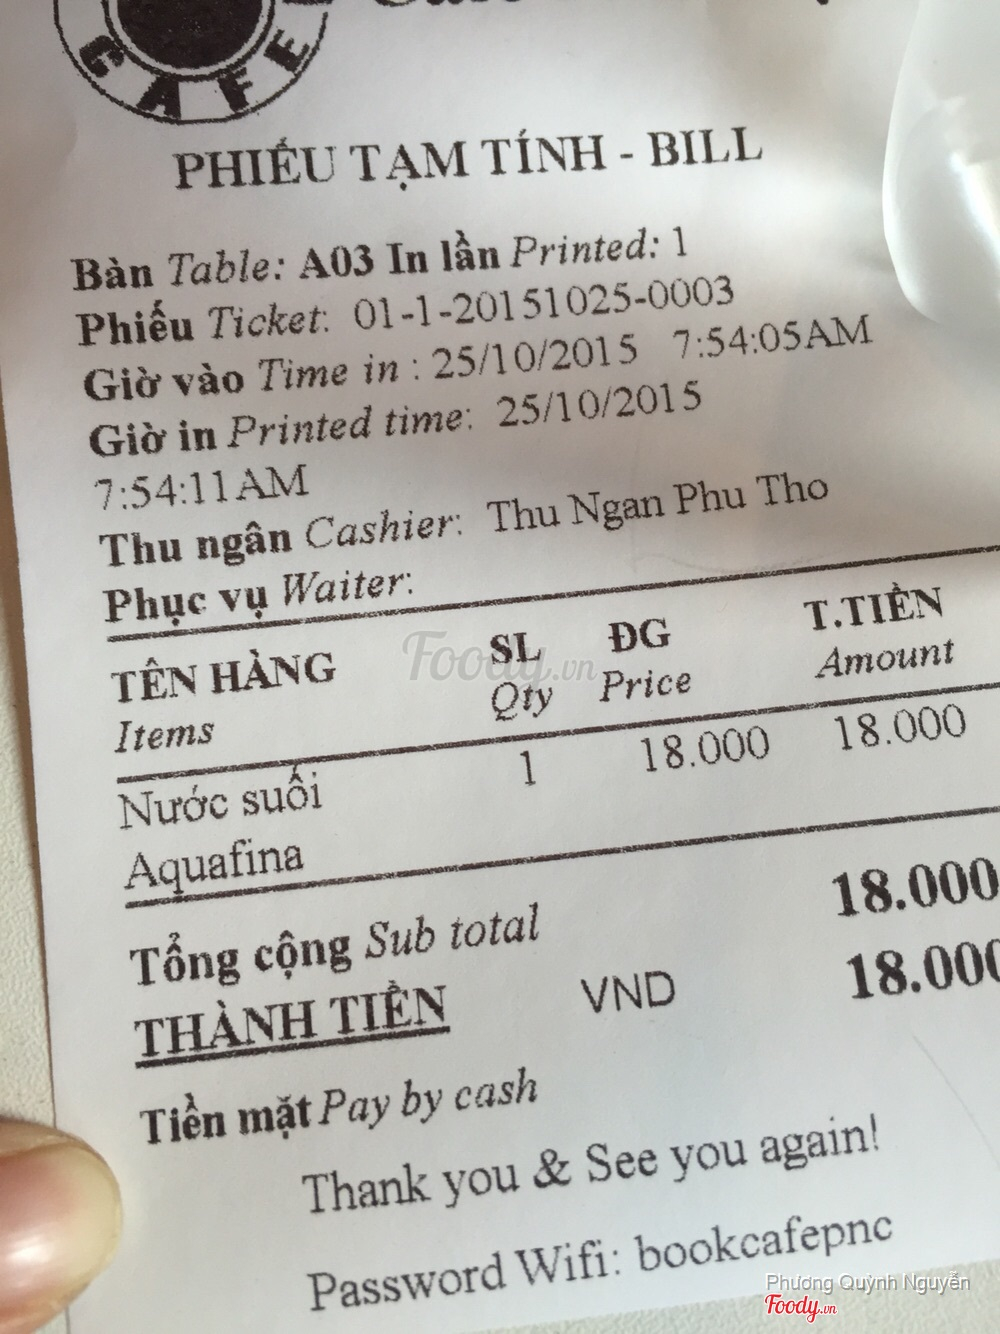 CAFE
PHIẾU TẠM TÍNH - BILL
Bàn Table: A03 In lần Printed: 1
Phiếu Ticket: 01-1-20151025-0003
Giờ vào Time in : 25/10/2015 7:54:05AM
Giờ in Printed time: 25/10/2015
7:54:11AM
Thu ngân Cashier: Thu Ngan Phu Tho
Phục vụ Waiter:
TÊN HÀNG SL ĐG T.TIỀN
Items Qty Price Amount
Nước suối 1 18.000 18.000
Aquafina
Tổng cộng Sub total 18.000
THÀNH TIỀN VND 18.000
Tiền mặt Pay by cash
Thank you & See you again!
Password Wifi: bookcafepnc
Foody.vn
Phương Quỳnh Nguyễn
Foody.vn